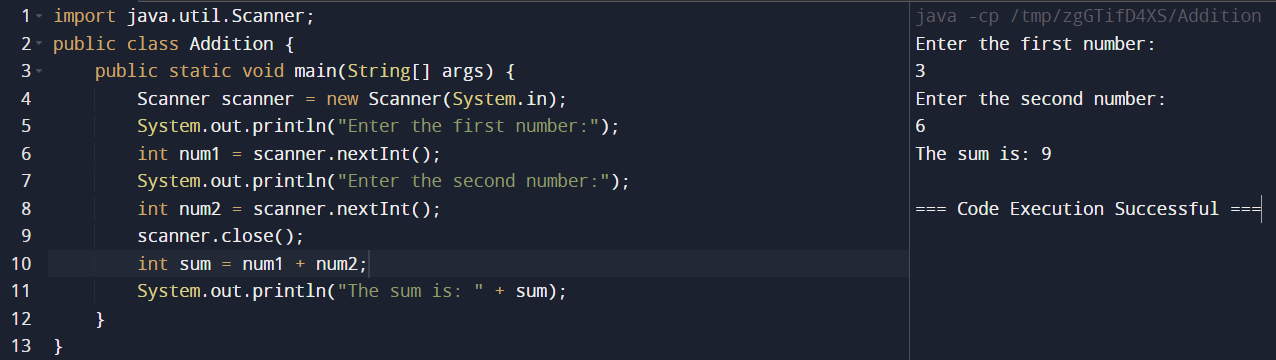 1 import java.util.Scanner;
2 public class Addition {
3 public static void main(String[] args) {
4 Scanner scanner = new Scanner(System.in);
5 System.out.println("Enter the first number:");
6 int num1 = scanner.nextInt();
7 System.out.println("Enter the second number:");
8 int num2 = scanner.nextInt();
9 scanner.close();
10 int sum = num1 + num2;
11 System.out.println("The sum is: " + sum);
12 }
13 }
java -cp /tmp/zgGTifD4XS/Addition
Enter the first number:
3
Enter the second number:
6
The sum is: 9
=== Code Execution Successful ===